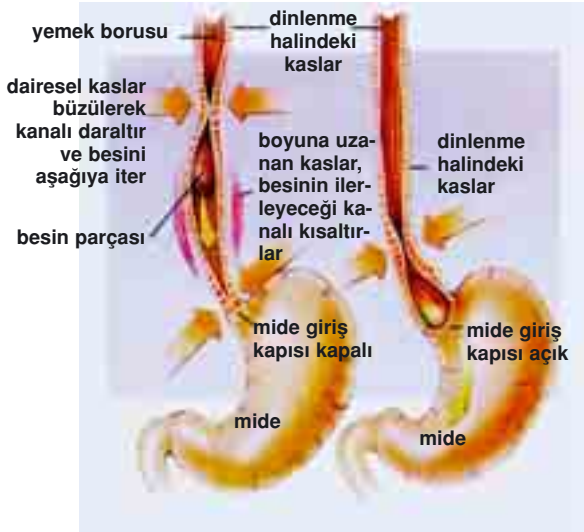 yemek borusu
dinlenme
halindeki
kaslar
dairesel kaslar
büzülerek
kanalı daraltır
ve besini
aşağıya iter
besin parçası
boyuna uza-
nan kaslar,
besinin iler-
leyeceği ka-
nalı kısaltır-
lar
dinlenme
halindeki
kaslar
mide giriş
kapısı kapalı
mide giriş
kapısı açık
mide
mide